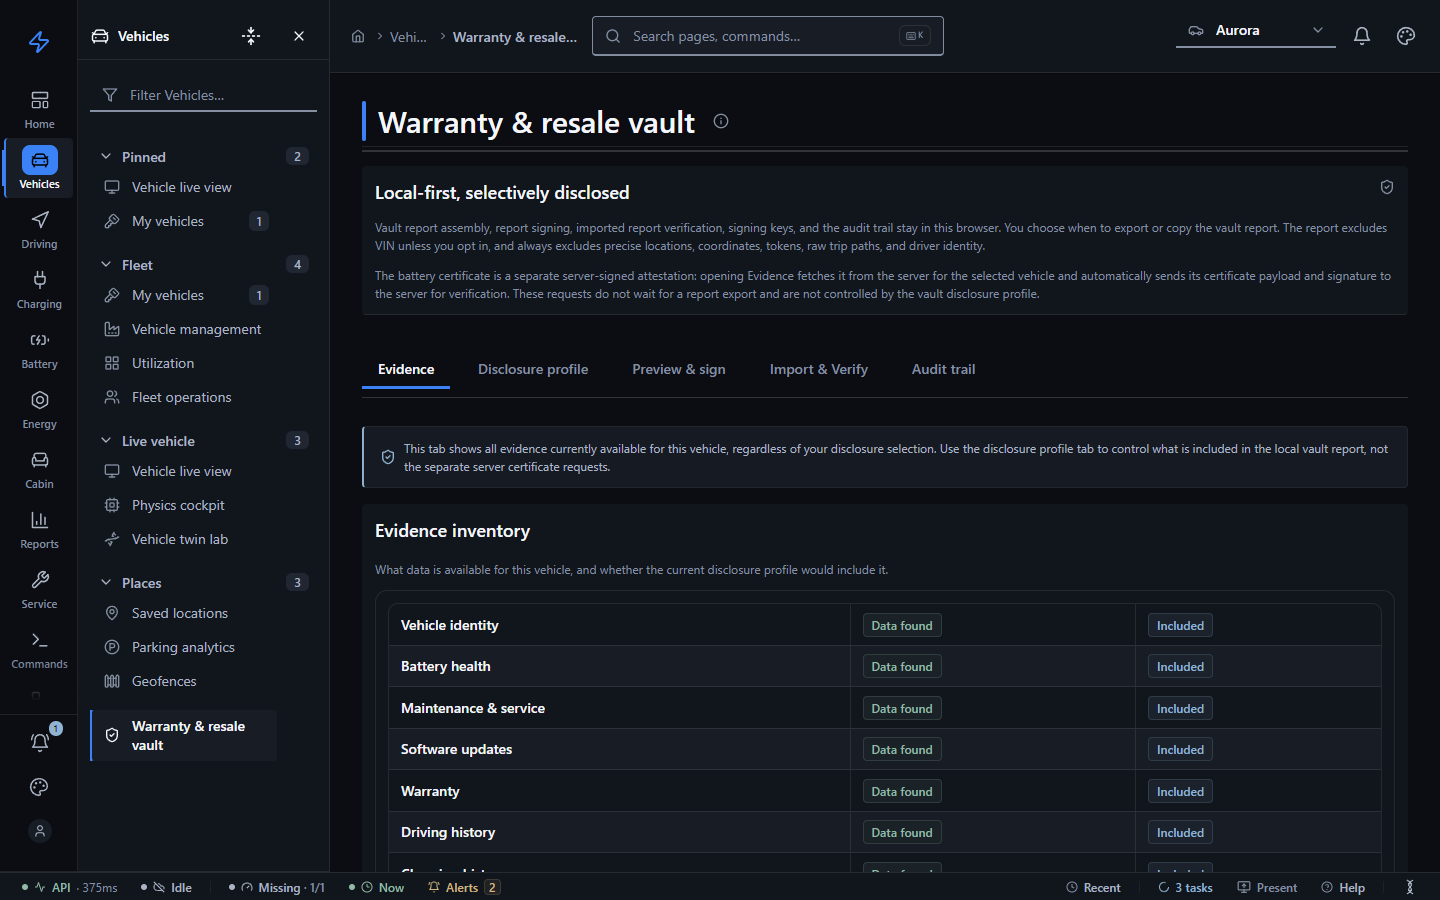 Vehicles
Vehi...
Warranty & resale...
Search pages, commands...
K
Aurora
Home
Vehicles
Driving
Charging
Battery
Energy
Cabin
Reports
Service
Commands
1
Filter Vehicles...
Pinned 2
Vehicle live view
My vehicles 1
Fleet 4
My vehicles 1
Vehicle management
Utilization
Fleet operations
Live vehicle 3
Vehicle live view
Physics cockpit
Vehicle twin lab
Places 3
Saved locations
Parking analytics
Geofences
Warranty & resale
vault
Warranty & resale vault
Local-first, selectively disclosed
Vault report assembly, report signing, imported report verification, signing keys, and the audit trail stay in this browser. You choose when to export or copy the vault report. The report excludes
VIN unless you opt in, and always excludes precise locations, coordinates, tokens, raw trip paths, and driver identity.
The battery certificate is a separate server-signed attestation: opening Evidence fetches it from the server for the selected vehicle and automatically sends its certificate payload and signature to
the server for verification. These requests do not wait for a report export and are not controlled by the vault disclosure profile.
Evidence
Disclosure profile
Preview & sign
Import & Verify
Audit trail
This tab shows all evidence currently available for this vehicle, regardless of your disclosure selection. Use the disclosure profile tab to control what is included in the local vault report, not
the separate server certificate requests.
Evidence inventory
What data is available for this vehicle, and whether the current disclosure profile would include it.
Vehicle identity Data found Included
Battery health Data found Included
Maintenance & service Data found Included
Software updates Data found Included
Warranty Data found Included
Driving history Data found Included
API · 375ms
Idle
Missing · 1/1
Now
Alerts 2
Recent
3 tasks
Present
Help